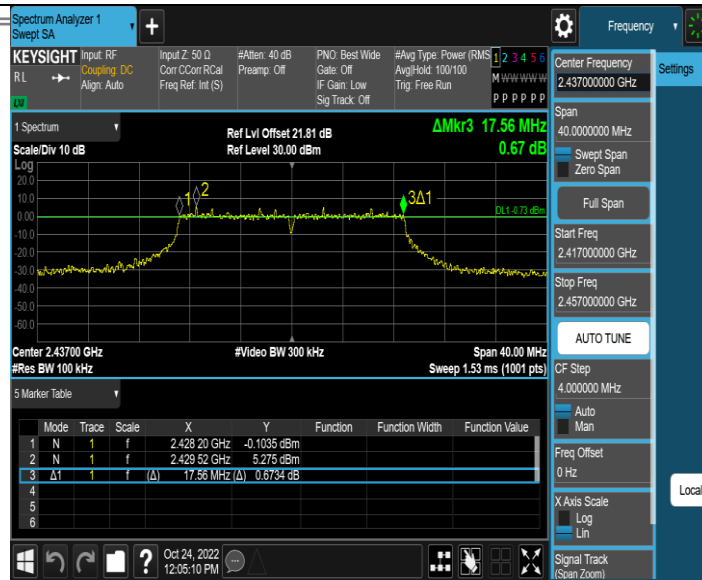 Spectrum Analyzer 1
Swept SA
+
Frequency
KEYSIGHT
RL
LXI
Input: RF
Coupling: DC
Align: Auto
Input Z: 50 Ω
Corr CCorr RCal
Freq Ref: Int (S)
#Atten: 40 dB
Preamp: Off
PNO: Best Wide
Gate: Off
IF Gain: Low
Sig Track: Off
#Avg Type: Power (RMS
Avg|Hold: 100/100
Trig: Free Run
1 2 3 4 5 6
M W W W W W
P P P P P P
1 Spectrum
Scale/Div 10 dB
Log
Ref Lvl Offset 21.81 dB
Ref Level 30.00 dBm
ΔMkr3 17.56 MHz
0.67 dB
20.0
10.0
0.00
-10.0
-20.0
-30.0
-40.0
-50.0
-60.0
1
2
3Δ1
DL1 -0.73 dBm
Center 2.43700 GHz
#Res BW 100 kHz
#Video BW 300 kHz
Span 40.00 MHz
Sweep 1.53 ms (1001 pts)
5 Marker Table
Mode Trace Scale X Y Function Function Width Function Value
1 N 1 f 2.428 20 GHz -0.1035 dBm
2 N 1 f 2.429 52 GHz 5.275 dBm
3 Δ1 1 f (Δ) 17.56 MHz (Δ) 0.6734 dB
4
5
6
?
Oct 24, 2022
12:05:10 PM
Center Frequency
2.437000000 GHz
Span
40.0000000 MHz
Swept Span
Zero Span
Full Span
Start Freq
2.417000000 GHz
Stop Freq
2.457000000 GHz
AUTO TUNE
CF Step
4.000000 MHz
Auto
Man
Freq Offset
0 Hz
X Axis Scale
Log
Lin
Signal Track
(Span Zoom)
Settings
Local